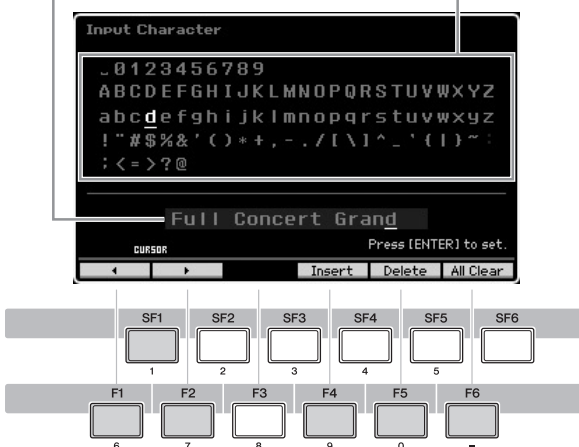 Input Character
␣0123456789
ABCDEFGHIJKLMNOPQRSTUVWXYZ
abcdefghijklmnopqrstuvwxyz
!"#$%&'()*+,-./[\]^_`{|}~:
;<=>?@
Full Concert Grand
CURSOR Press [ENTER] to set.
◄ ► Insert Delete All Clear
SF1 SF2 SF3 SF4 SF5 SF6
1 2 3 4 5
F1 F2 F3 F4 F5 F6
6 7 8 9 0 –